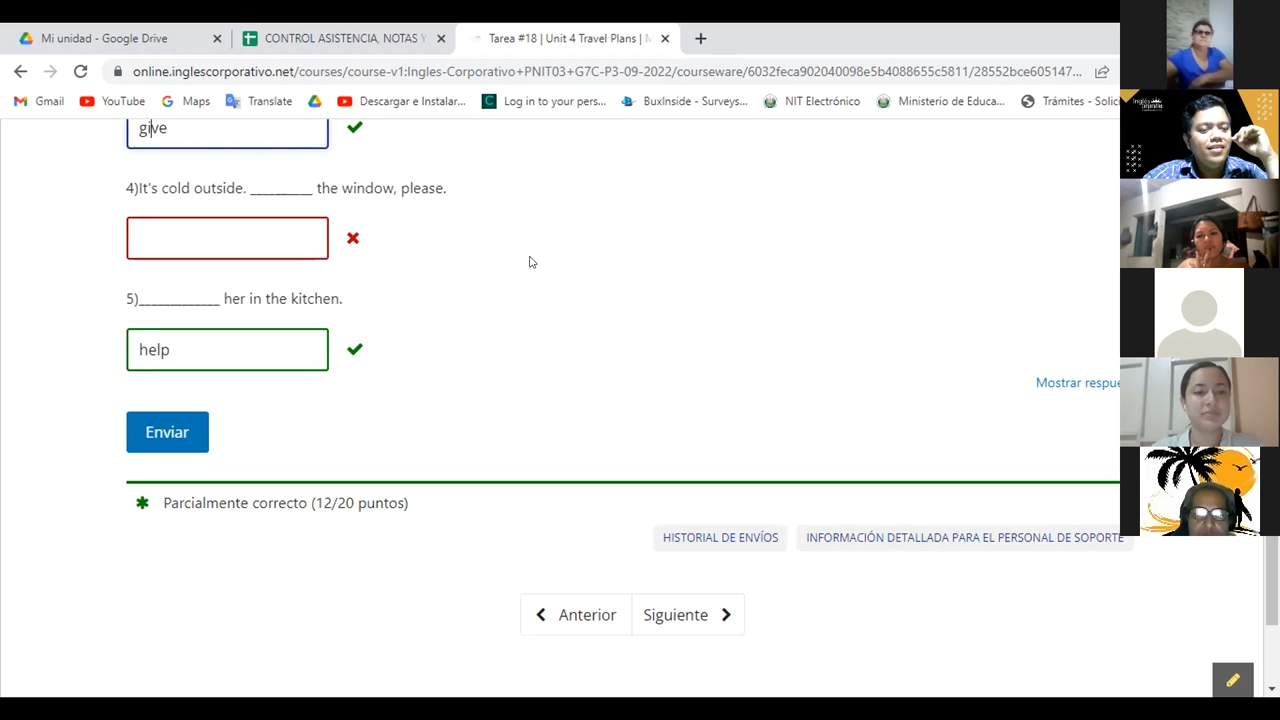 Mi unidad - Google Drive
CONTROL ASISTENCIA, NOTAS Y
Tarea #18 | Unit 4 Travel Plans |
online.inglescorporativo.net/courses/course-v1:Ingles-Corporativo+PNIT03+G7C-P3-09-2022/courseware/6032feca902040098e5b4088655c5811/28552bce605147...
Gmail
YouTube
Maps
Translate
Descargar e Instalar...
Log in to your pers...
BuxInside - Surveys...
NIT Electrónico
Ministerio de Educa...
Trámites - Solici
give
4)It's cold outside. __________ the window, please.
5)_____________ her in the kitchen.
help
Mostrar respue
Enviar
Parcialmente correcto (12/20 puntos)
HISTORIAL DE ENVÍOS
INFORMACIÓN DETALLADA PARA EL PERSONAL DE SOPORTE
Anterior
Siguiente